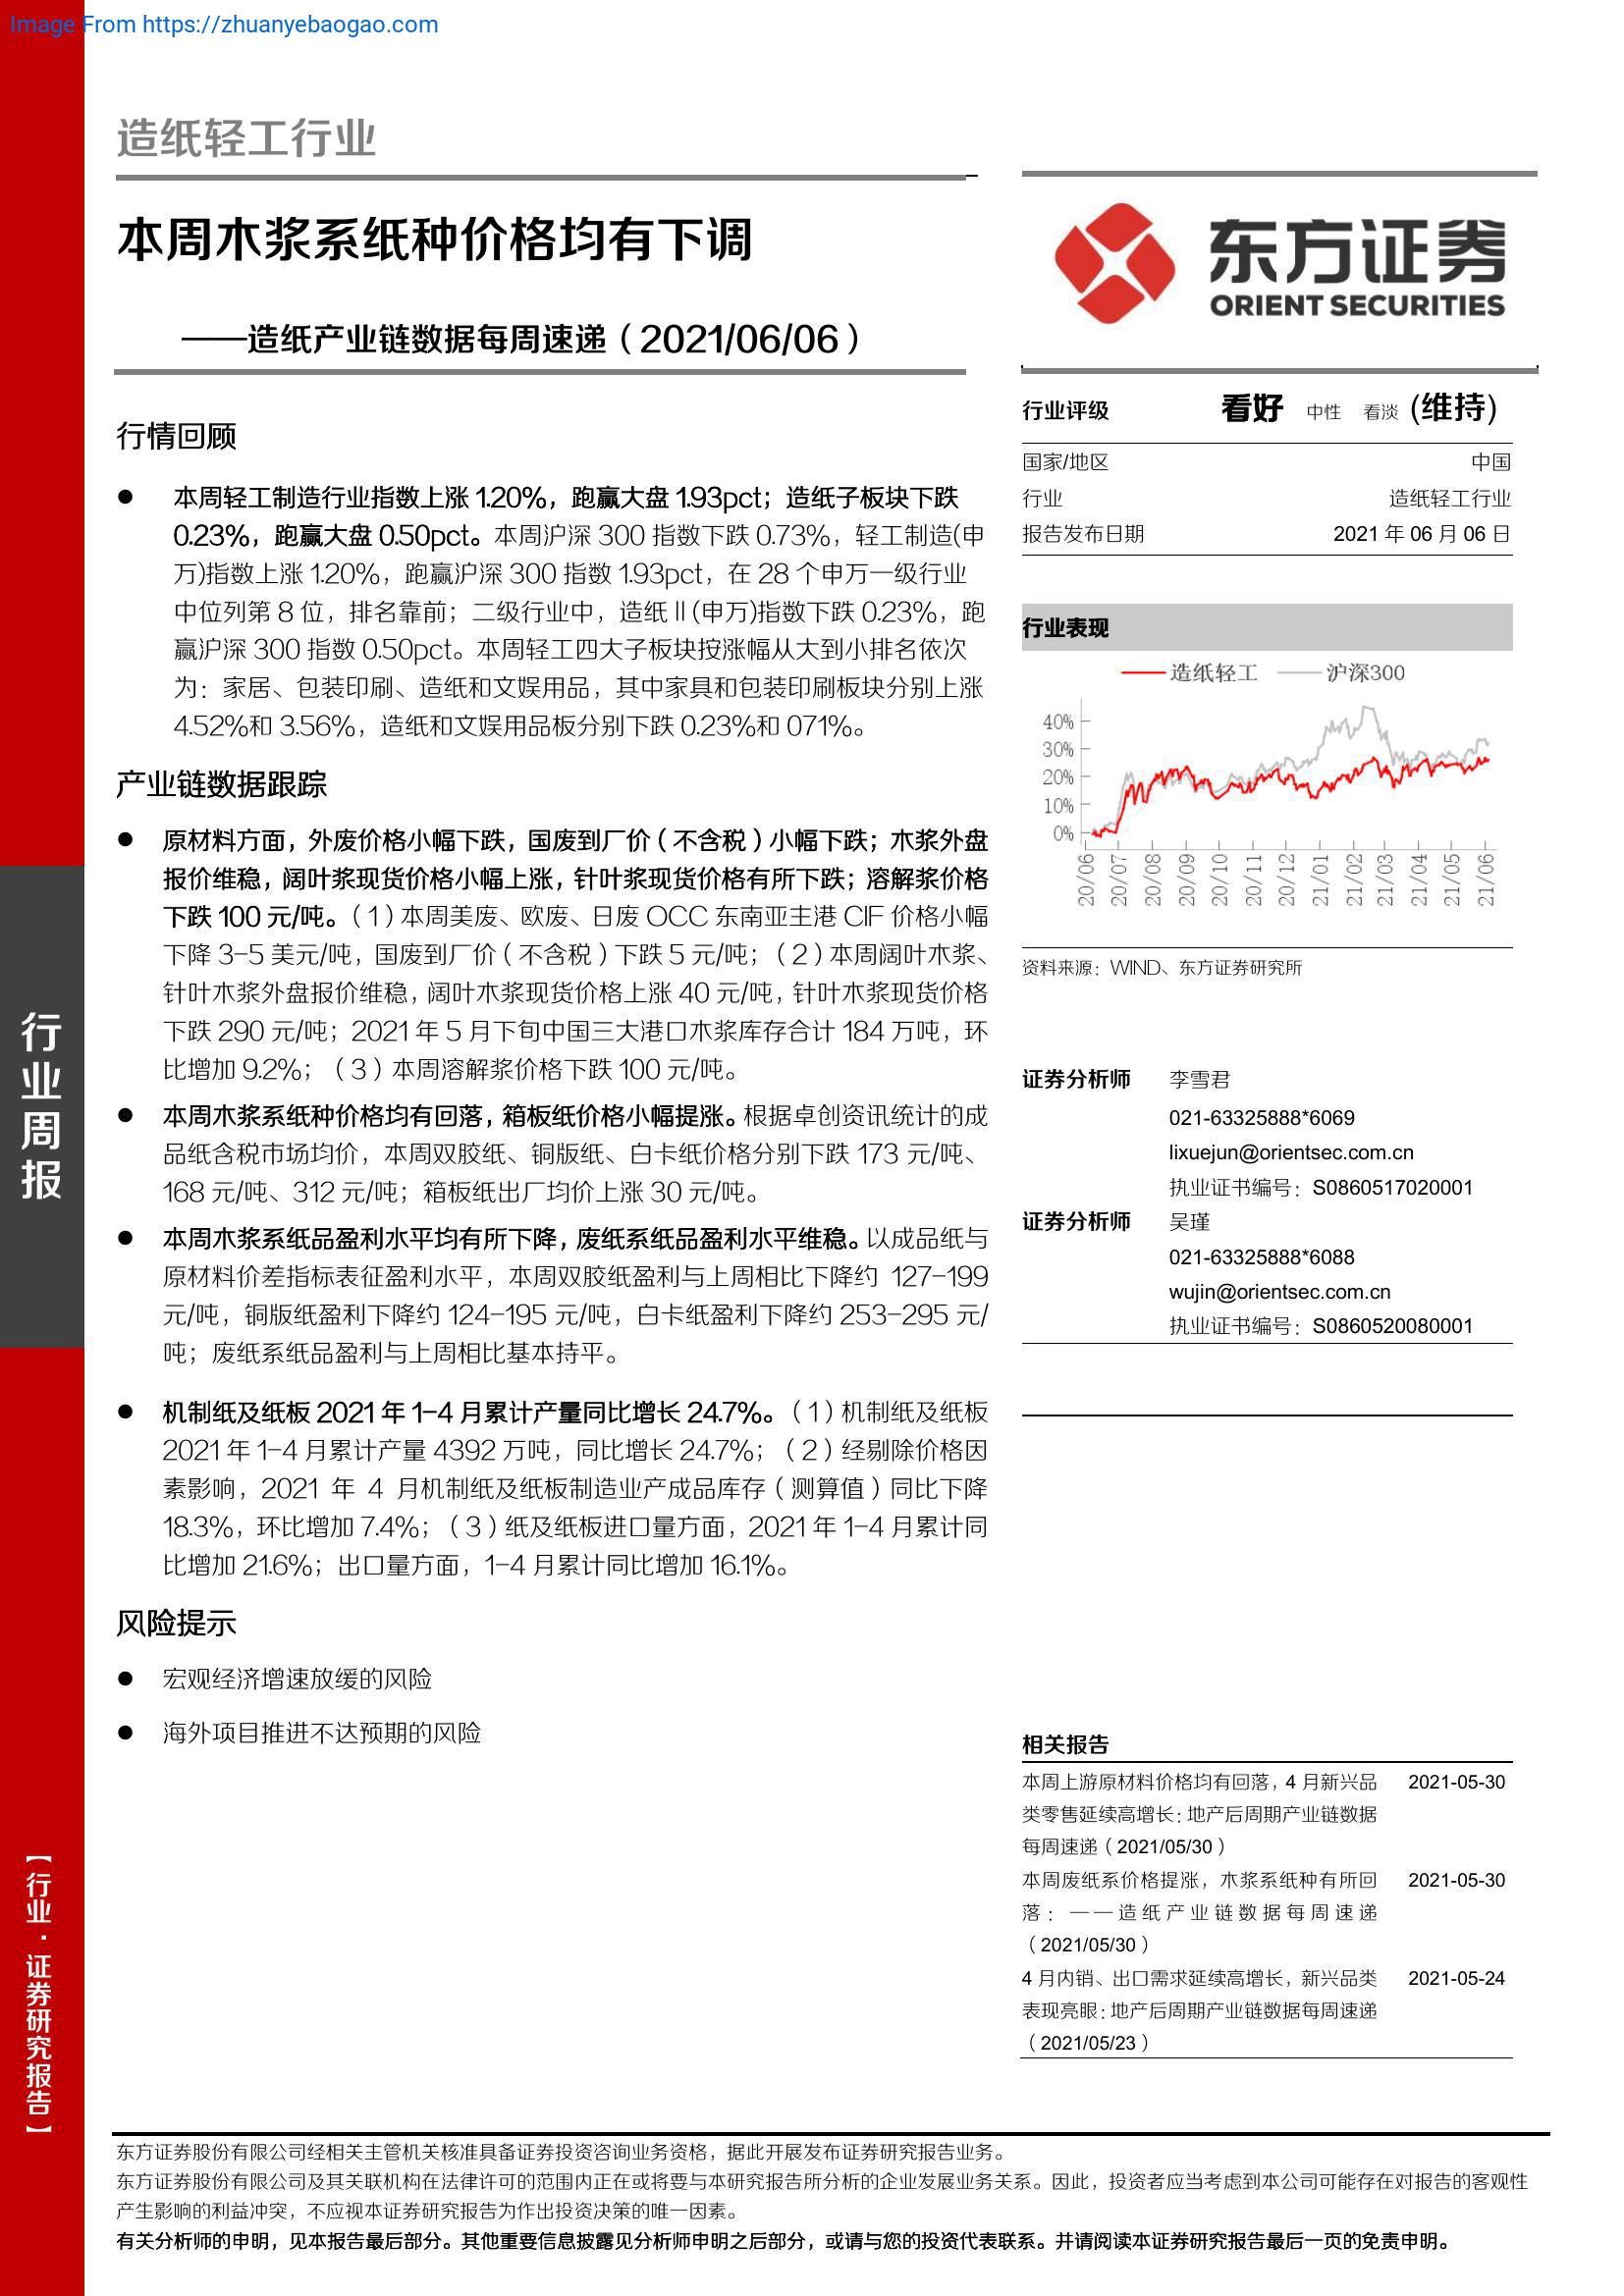 Image From https://zhuanyebaogao.com
造纸轻工行业
本周木浆系纸种价格均有下调
——造纸产业链数据每周速递（2021/06/06）
行情回顾
● 本周轻工制造行业指数上涨 1.20%，跑赢大盘 1.93pct；造纸子板块下跌
0.23%，跑赢大盘 0.50pct。本周沪深 300 指数下跌 0.73%，轻工制造(申
万)指数上涨 1.20%，跑赢沪深 300 指数 1.93pct，在 28 个申万一级行业
中位列第 8 位，排名靠前；二级行业中，造纸Ⅱ(申万)指数下跌 0.23%，跑
赢沪深 300 指数 0.50pct。本周轻工四大子板块按涨幅从大到小排名依次
为：家居、包装印刷、造纸和文娱用品，其中家具和包装印刷板块分别上涨
4.52%和 3.56%，造纸和文娱用品板分别下跌 0.23%和 071%。
产业链数据跟踪
● 原材料方面，外废价格小幅下跌，国废到厂价（不含税）小幅下跌；木浆外盘
报价维稳，阔叶浆现货价格小幅上涨，针叶浆现货价格有所下跌；溶解浆价格
下跌 100 元/吨。（1）本周美废、欧废、日废 OCC 东南亚主港 CIF 价格小幅
下降 3-5 美元/吨，国废到厂价（不含税）下跌 5 元/吨；（2）本周阔叶木浆、
针叶木浆外盘报价维稳，阔叶木浆现货价格上涨 40 元/吨，针叶木浆现货价格
下跌 290 元/吨；2021 年 5 月下旬中国三大港口木浆库存合计 184 万吨，环
比增加 9.2%；（3）本周溶解浆价格下跌 100 元/吨。
● 本周木浆系纸种价格均有回落，箱板纸价格小幅提涨。根据卓创资讯统计的成
品纸含税市场均价，本周双胶纸、铜版纸、白卡纸价格分别下跌 173 元/吨、
168 元/吨、312 元/吨；箱板纸出厂均价上涨 30 元/吨。
● 本周木浆系纸品盈利水平均有所下降，废纸系纸品盈利水平维稳。以成品纸与
原材料价差指标表征盈利水平，本周双胶纸盈利与上周相比下降约 127-199
元/吨，铜版纸盈利下降约 124-195 元/吨，白卡纸盈利下降约 253-295 元/
吨；废纸系纸品盈利与上周相比基本持平。
● 机制纸及纸板 2021 年 1-4 月累计产量同比增长 24.7%。（1）机制纸及纸板
2021 年 1-4 月累计产量 4392 万吨，同比增长 24.7%；（2）经剔除价格因
素影响，2021 年 4 月机制纸及纸板制造业产成品库存（测算值）同比下降
18.3%，环比增加 7.4%；（3）纸及纸板进口量方面，2021 年 1-4 月累计同
比增加 21.6%；出口量方面，1-4 月累计同比增加 16.1%。
风险提示
● 宏观经济增速放缓的风险
● 海外项目推进不达预期的风险
东方证券
ORIENT SECURITIES
行业评级 看好 中性 看淡 (维持)
国家/地区 中国
行业 造纸轻工行业
报告发布日期 2021 年 06 月 06 日
行业表现
造纸轻工 沪深300
40%
30%
20%
10%
0%
20/06 20/07 20/08 20/09 20/10 20/11 20/12 21/01 21/02 21/03 21/04 21/05 21/06
资料来源：WIND、东方证券研究所
证券分析师 李雪君
021-63325888*6069
lixuejun@orientsec.com.cn
执业证书编号：S0860517020001
证券分析师 吴瑾
021-63325888*6088
wujin@orientsec.com.cn
执业证书编号：S0860520080001
相关报告
本周上游原材料价格均有回落，4 月新兴品 2021-05-30
类零售延续高增长：地产后周期产业链数据
每周速递（2021/05/30）
本周废纸系价格提涨，木浆系纸种有所回 2021-05-30
落：——造纸产业链数据每周速递
（2021/05/30）
4 月内销、出口需求延续高增长，新兴品类 2021-05-24
表现亮眼：地产后周期产业链数据每周速递
（2021/05/23）
行业周报
【行业·证券研究报告】
东方证券股份有限公司经相关主管机关核准具备证券投资咨询业务资格，据此开展发布证券研究报告业务。
东方证券股份有限公司及其关联机构在法律许可的范围内正在或将要与本研究报告所分析的企业发展业务关系。因此，投资者应当考虑到本公司可能存在对报告的客观性
产生影响的利益冲突，不应视本证券研究报告为作出投资决策的唯一因素。
有关分析师的申明，见本报告最后部分。其他重要信息披露见分析师申明之后部分，或请与您的投资代表联系。并请阅读本证券研究报告最后一页的免责申明。